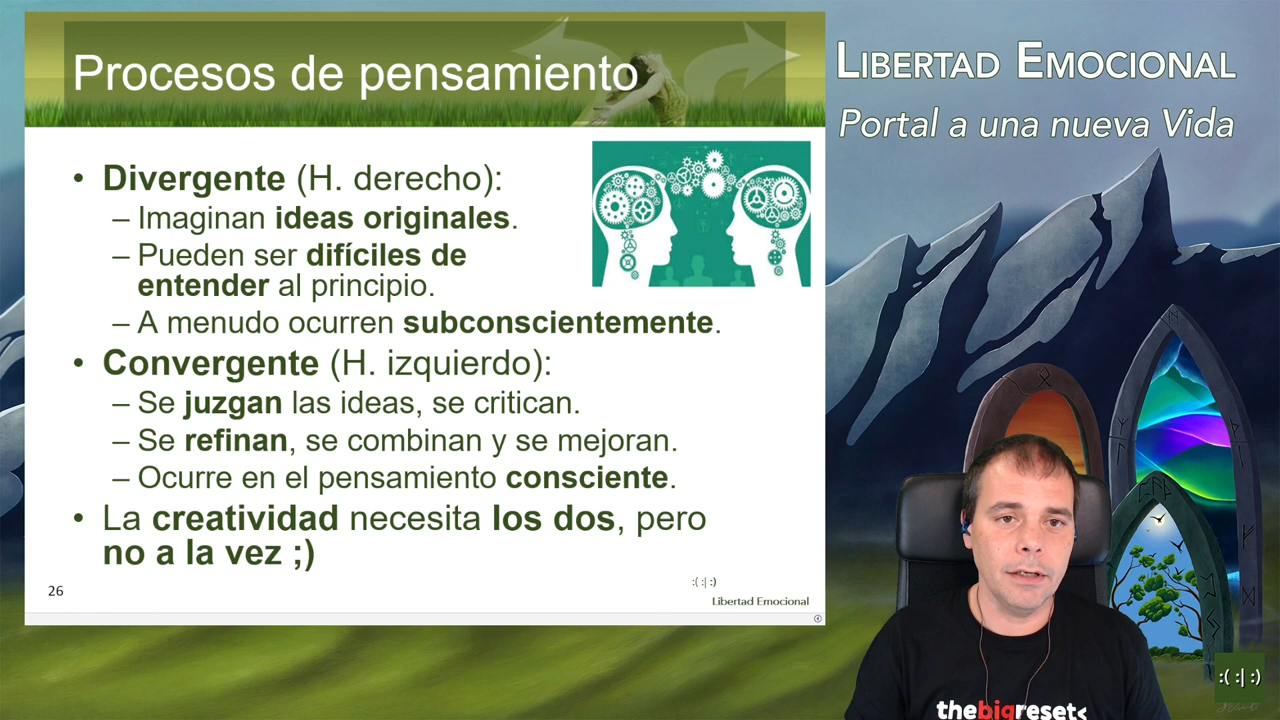 Procesos de pensamiento
• Divergente (H. derecho):
– Imaginan ideas originales.
– Pueden ser difíciles de
entender al principio.
– A menudo ocurren subconscientemente.
• Convergente (H. izquierdo):
– Se juzgan las ideas, se critican.
– Se refinan, se combinan y se mejoran.
– Ocurre en el pensamiento consciente.
• La creatividad necesita los dos, pero
no a la vez ;)
26
:( :| :)
Libertad Emocional
LIBERTAD EMOCIONAL
Portal a una nueva Vida
thebigreset<
:( :| :)